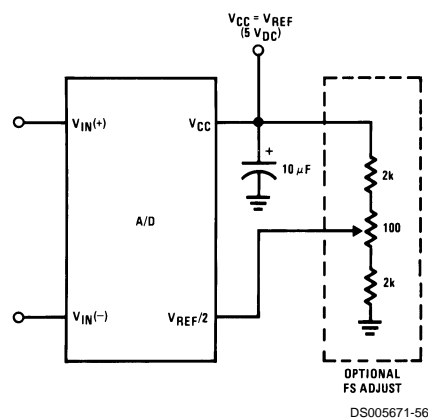 VCC = VREF
(5 VDC)
VIN(+)
VCC
+
10 µF
2k
A/D
100
2k
VIN(−)
VREF/2
OPTIONAL
FS ADJUST
DS005671-56